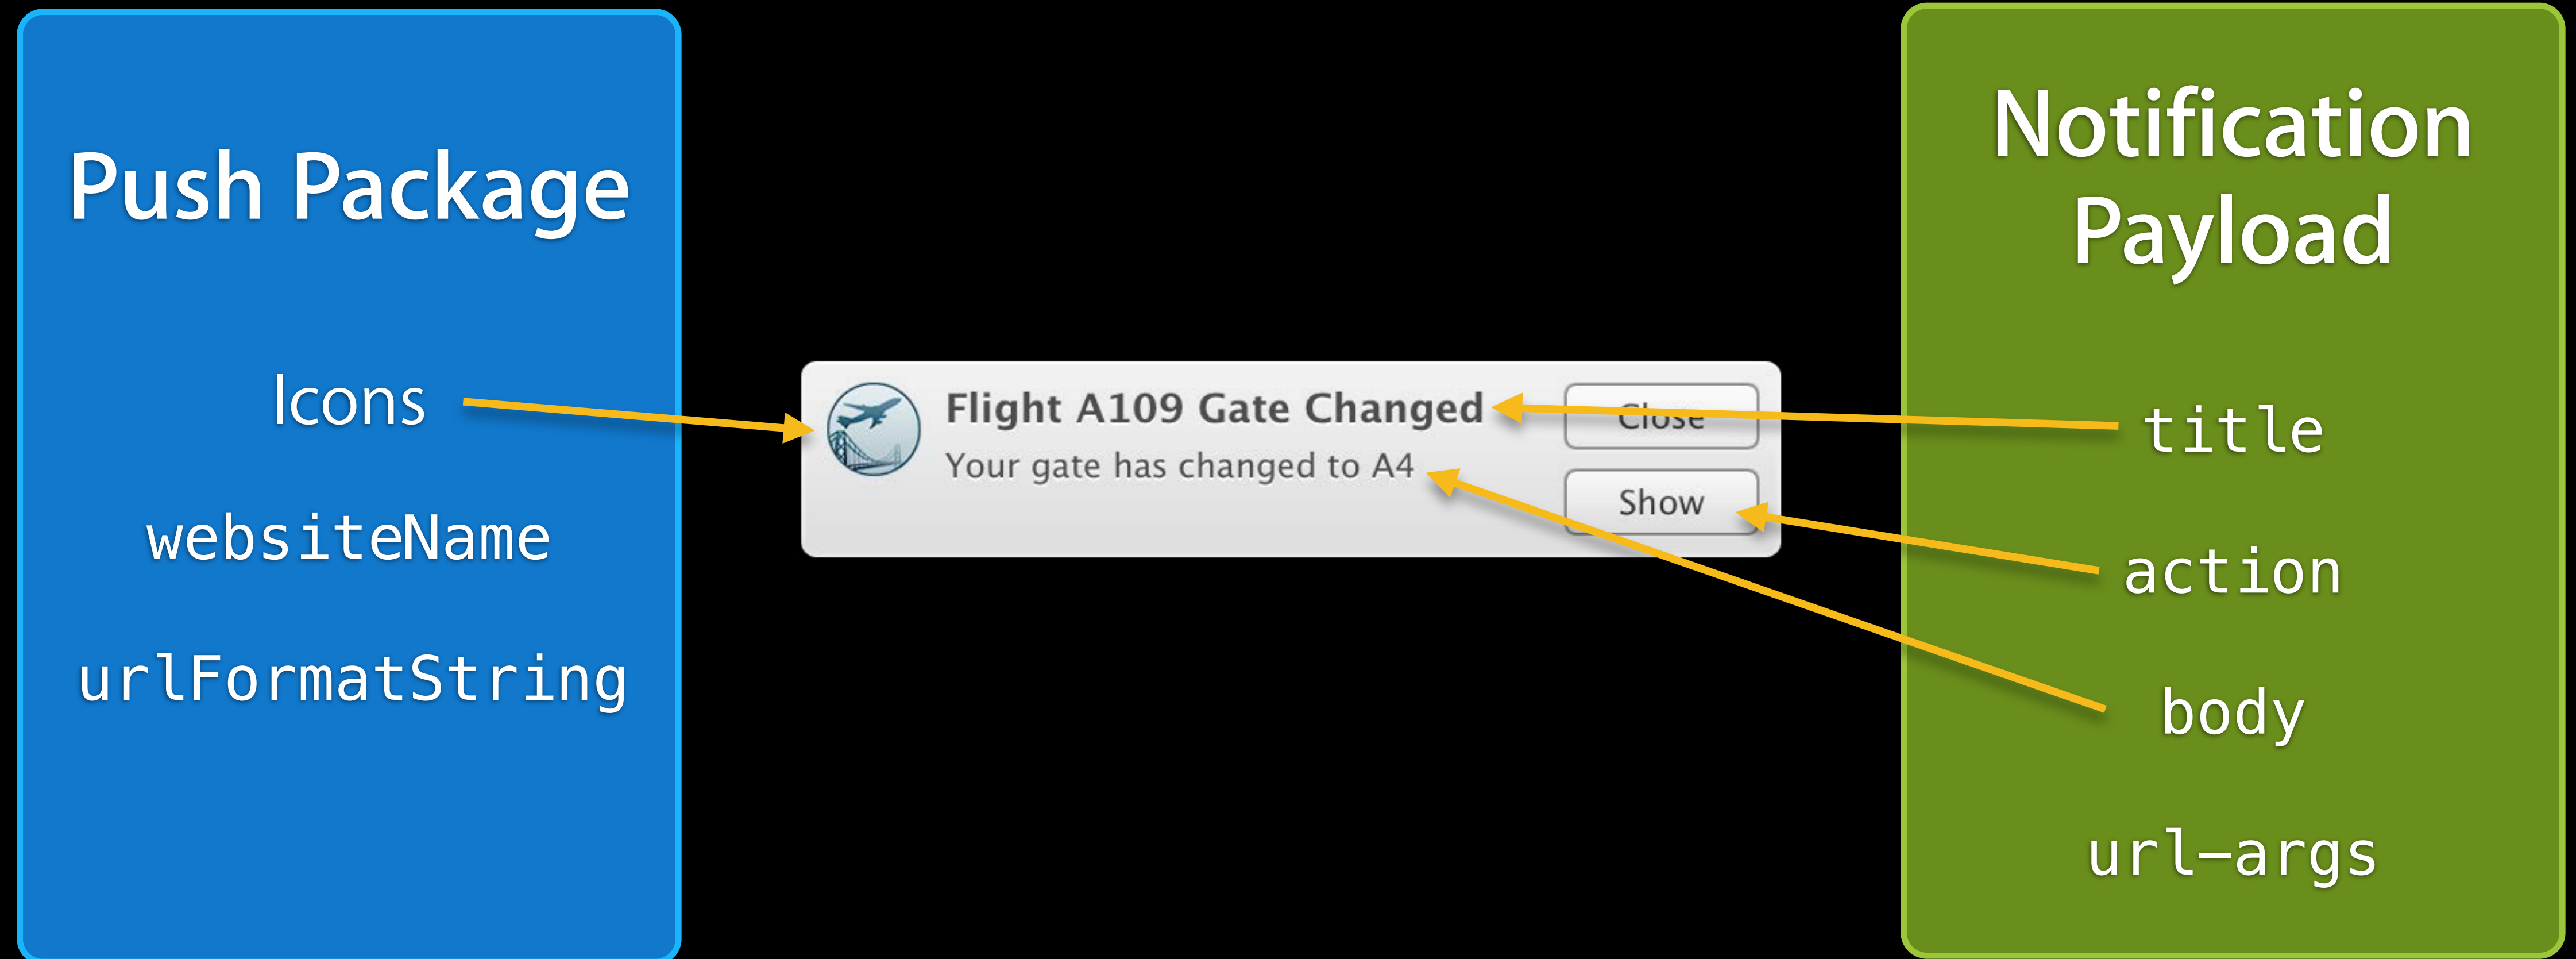 Push Package
Icons
websiteName
urlFormatString
Flight A109 Gate Changed
Your gate has changed to A4
Close
Show
Notification
Payload
title
action
body
url-args